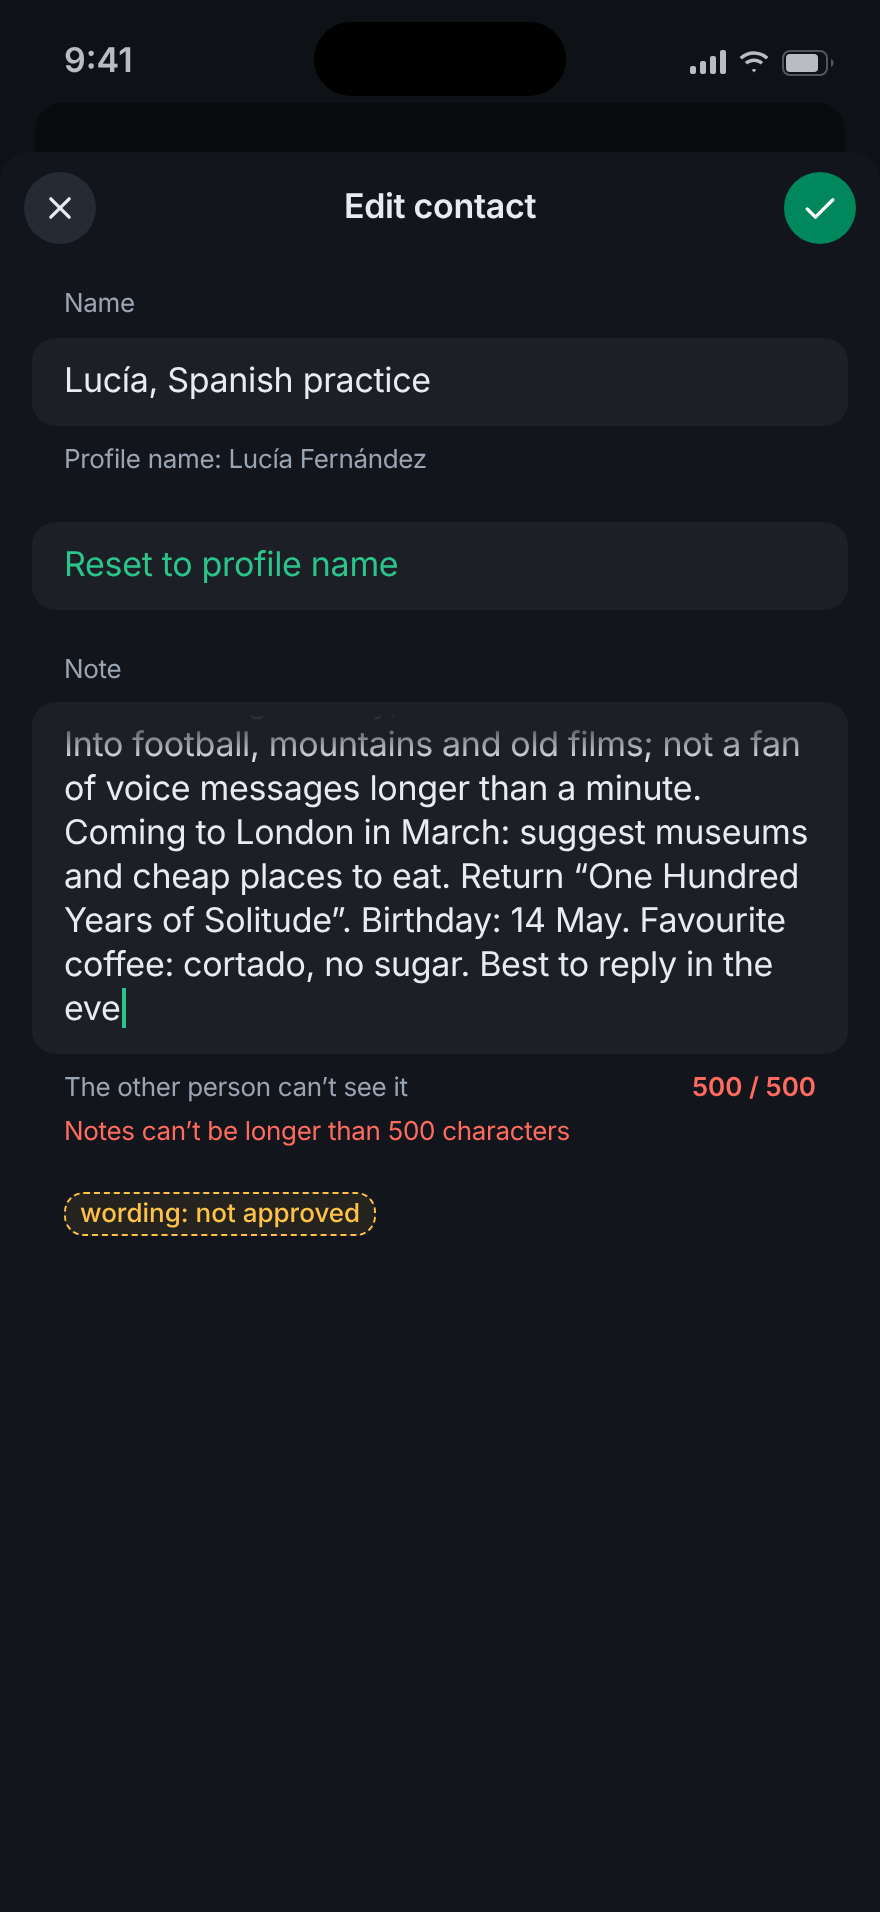 9:41
Edit contact
Name
Lucía, Spanish practice
Profile name: Lucía Fernández
Reset to profile name
Note
Into football, mountains and old films; not a fan
of voice messages longer than a minute.
Coming to London in March: suggest museums
and cheap places to eat. Return “One Hundred
Years of Solitude”. Birthday: 14 May. Favourite
coffee: cortado, no sugar. Best to reply in the
eve
The other person can’t see it
500 / 500
Notes can’t be longer than 500 characters
wording: not approved